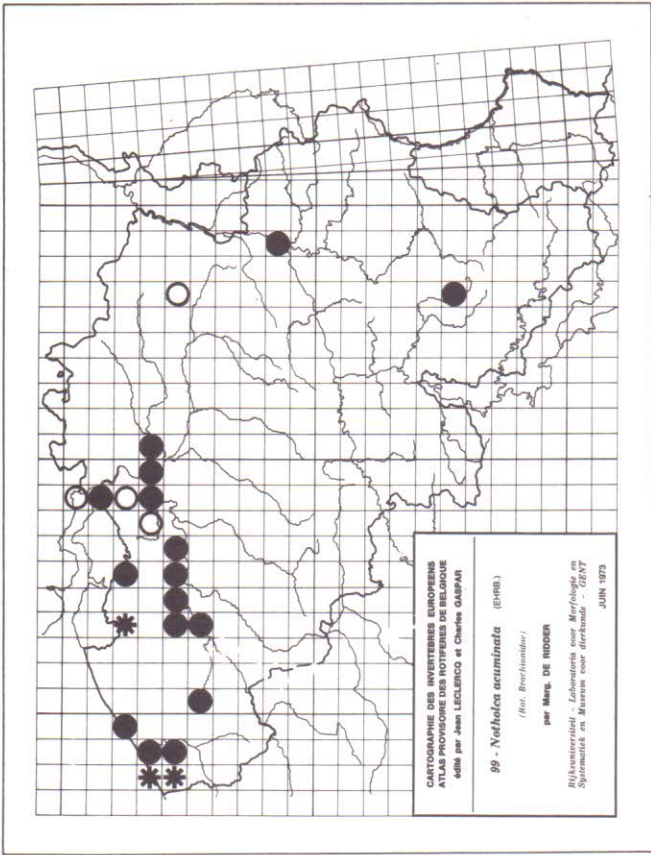 CARTOGRAPHIE DES INVERTEBRES EUROPEENS
ATLAS PROVISOIRE DES ROTIFERES DE BELGIQUE
édité par Jean LECLERCQ et Charles GASPAR
99 - Notholca acuminata (EHRB.)
(Rot. Brachionidae)
par Marg. DE RIDDER
Rijksuniversiteit - Laboratoria voor Morfologie en
Systematiek en Museum voor dierkunde - GENT
JUIN 1973